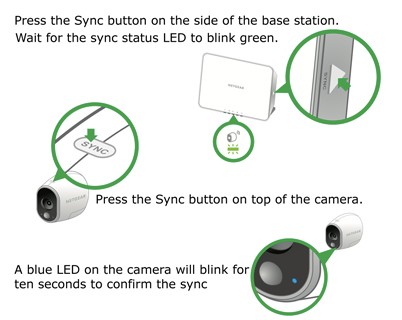 Press the Sync button on the side of the base station.
Wait for the sync status LED to blink green.
SYNC
NETGEAR
SYNC
NETGEAR
Press the Sync button on top of the camera.
A blue LED on the camera will blink for
ten seconds to confirm the sync